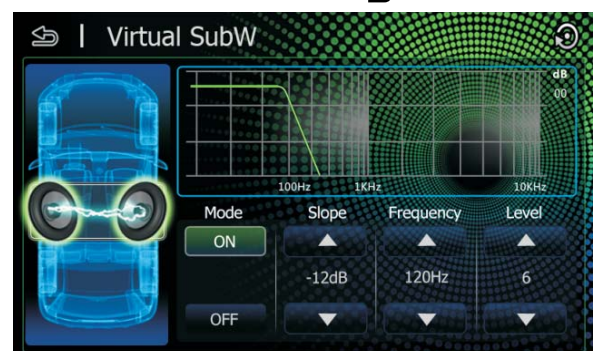 Virtual SubW
dB
00
100Hz 1KHz 10KHz
Mode Slope Frequency Level
ON
-12dB 120Hz 6
OFF